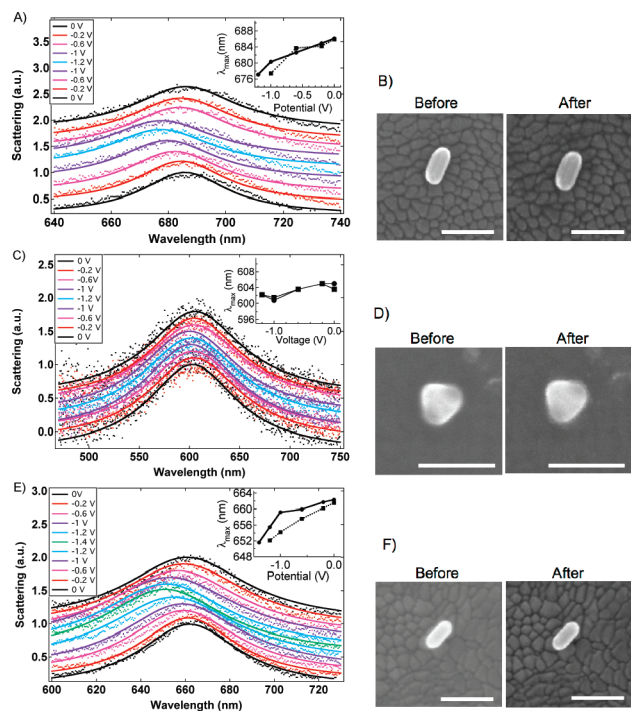 A)
Scattering (a.u.)
3.5
3.0
2.5
2.0
1.5
1.0
0.5
0 V
-0.2 V
-0.6 V
-1 V
-1.2 V
-1 V
-0.6 V
-0.2 V
0 V
λmax (nm)
688
684
680
676
-1.0 -0.5 0.0
Potential (V)
640 660 680 700 720 740
Wavelength (nm)
B)
Before After
C)
Scattering (a.u.)
2.5
2.0
1.5
1.0
0.5
0.0
0 V
-0.2 V
-0.6V
-1 V
-1.2 V
-1 V
-0.6 V
-0.2 V
0 V
λmax (nm)
608
604
600
596
-1.0 -0.5 0.0
Voltage (V)
500 550 600 650 700 750
Wavelength (nm)
D)
Before After
E)
Scattering (a.u.)
3.0
2.5
2.0
1.5
1.0
0.5
0V
-0.2 V
-0.6 V
-1 V
-1.2 V
-1.4 V
-1.2 V
-1 V
-0.6 V
-0.2 V
0 V
λmax (nm)
664
660
656
652
648
-1.0 -0.5 0.0
Potential (V)
600 620 640 660 680 700 720
Wavelength (nm)
F)
Before After